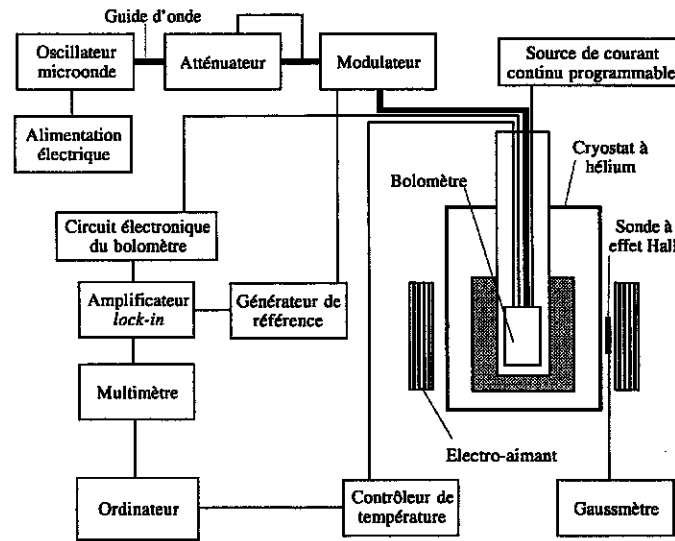 Guide d'onde
Oscillateur
microonde
Atténuateur
Modulateur
Source de courant
continu programmable
Alimentation
électrique
Cryostat à
hélium
Bolomètre
Circuit électronique
du bolomètre
Sonde à
effet Hall
Amplificateur
lock-in
Générateur de
référence
Multimètre
Electro-aimant
Ordinateur
Contrôleur de
température
Gaussmètre